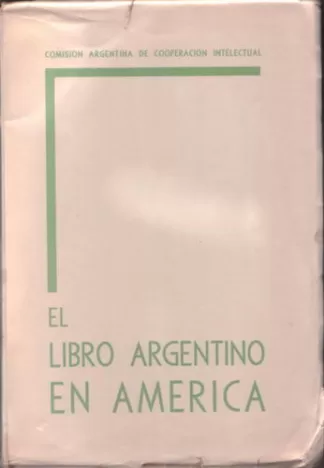 COMISION ARGENTINA DE COOPERACION INTELECTUAL
EL
LIBRO ARGENTINO
EN AMERICA